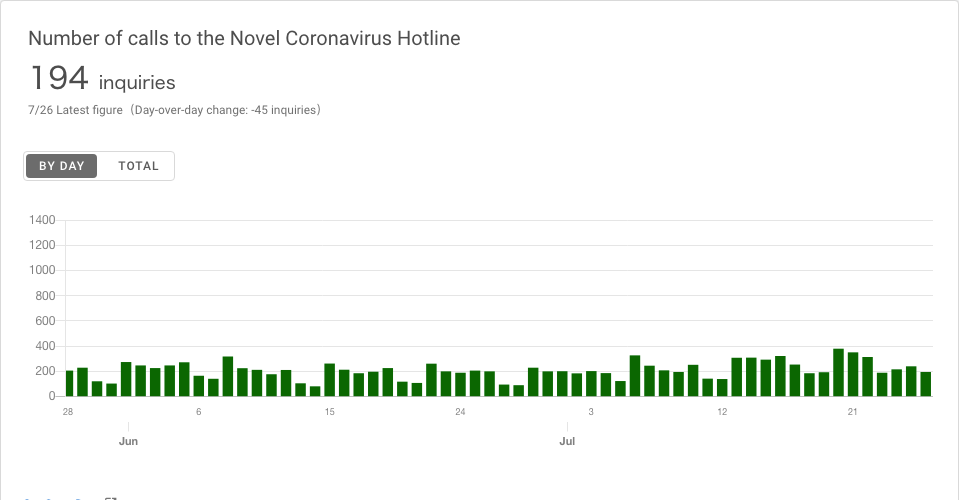 Number of calls to the Novel Coronavirus Hotline
194 inquiries
7/26 Latest figure（Day-over-day change: -45 inquiries）
BY DAY TOTAL
1400
1200
1000
800
600
400
200
0
28 6 15 24 3 12 21
Jun Jul